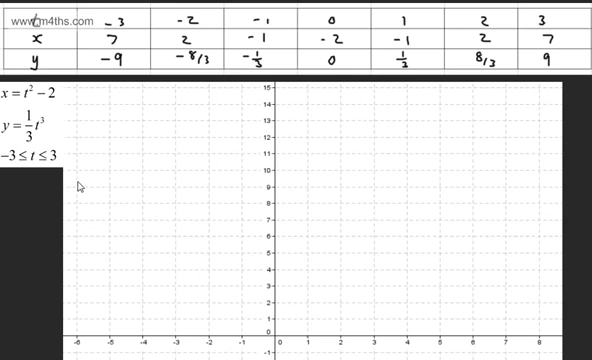 t -3 -2 -1 0 1 2 3
www.m4ths.com
x 7 2 -1 -2 -1 2 7
y -9 -8/3 -1/3 0 1/3 8/3 9
x = t² - 2
y = 1/3 t³
-3 ≤ t ≤ 3
15
14
13
12
11
10
9
8
7
6
5
4
3
2
1
0
-6 -5 -4 -3 -2 -1 0 1 2 3 4 5 6 7 8
-1